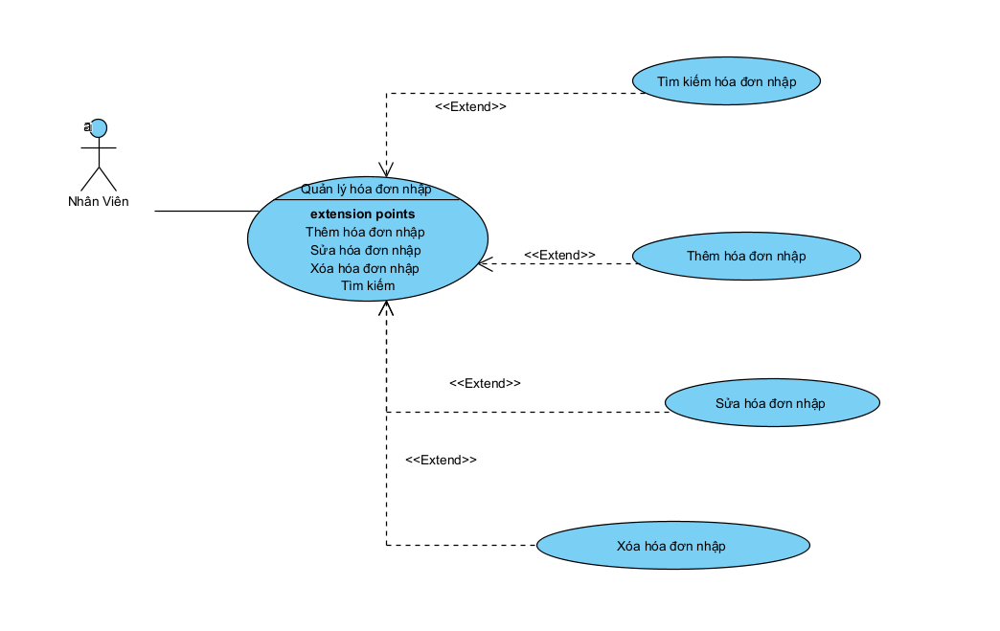 Tìm kiếm hóa đơn nhập
<<Extend>>
Nhân Viên
Quản lý hóa đơn nhập
extension points
Thêm hóa đơn nhập
Sửa hóa đơn nhập
Xóa hóa đơn nhập
Tìm kiếm
<<Extend>>
Thêm hóa đơn nhập
<<Extend>>
Sửa hóa đơn nhập
<<Extend>>
Xóa hóa đơn nhập